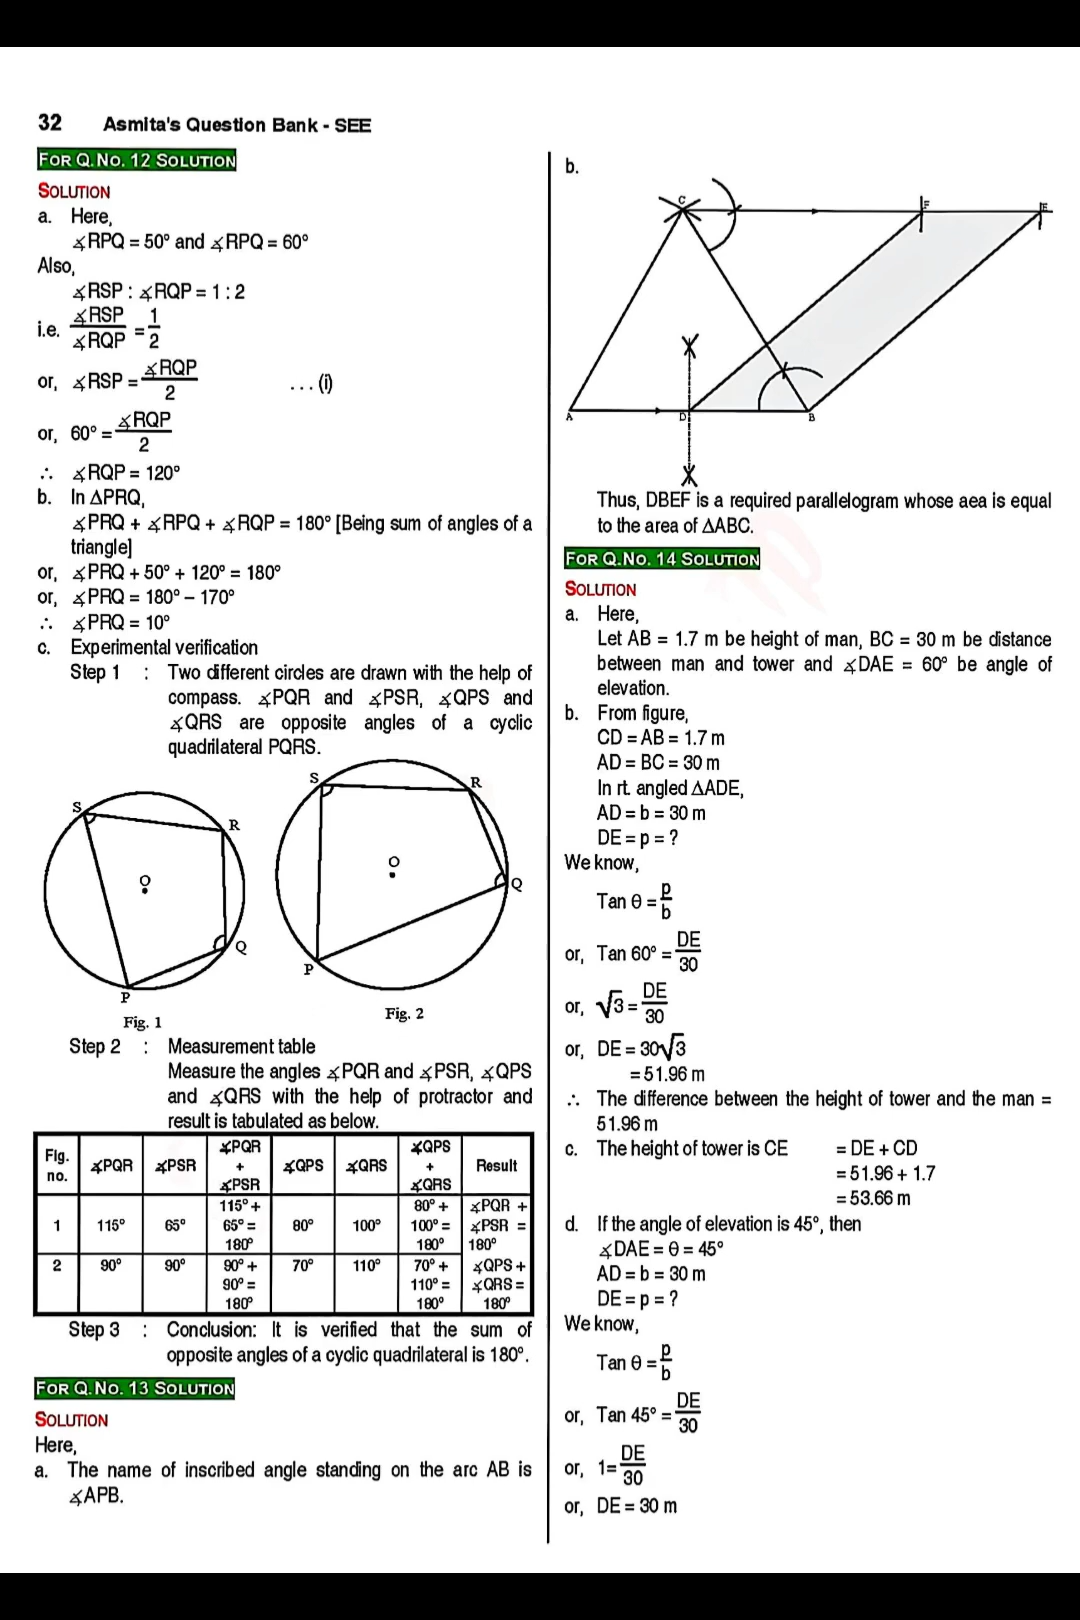 32 Asmita's Question Bank - SEE
FOR Q.NO. 12 SOLUTION
SOLUTION
a. Here,
∡RPQ = 50° and ∡RPQ = 60°
Also,
∡RSP : ∡RQP = 1 : 2
i.e. ∡RSP/∡RQP = 1/2
or, ∡RSP = ∡RQP/2 ... (i)
or, 60° = ∡RQP/2
∴ ∡RQP = 120°
b. In ΔPRQ,
∡PRQ + ∡RPQ + ∡RQP = 180° [Being sum of angles of a
triangle]
or, ∡PRQ + 50° + 120° = 180°
or, ∡PRQ = 180° – 170°
∴ ∡PRQ = 10°
c. Experimental verification
Step 1 : Two different circles are drawn with the help of
compass. ∡PQR and ∡PSR, ∡QPS and
∡QRS are opposite angles of a cyclic
quadrilateral PQRS.
S R O Q P
Fig. 1
S R O Q P
Fig. 2
Step 2 : Measurement table
Measure the angles ∡PQR and ∡PSR, ∡QPS
and ∡QRS with the help of protractor and
result is tabulated as below.
Fig. no. ∡PQR ∡PSR ∡PQR + ∡PSR ∡QPS ∡QRS ∡QPS + ∡QRS Result
1 115° 65° 115° + 65° = 180° 80° 100° 80° + 100° = 180° ∡PQR + ∡PSR = 180°
2 90° 90° 90° + 90° = 180° 70° 110° 70° + 110° = 180° ∡QPS + ∡QRS = 180°
Step 3 : Conclusion: It is verified that the sum of
opposite angles of a cyclic quadrilateral is 180°.
FOR Q.NO. 13 SOLUTION
SOLUTION
Here,
a. The name of inscribed angle standing on the arc AB is
∡APB.
b.
C F E
A D B
Thus, DBEF is a required parallelogram whose aea is equal
to the area of ΔABC.
FOR Q.NO. 14 SOLUTION
SOLUTION
a. Here,
Let AB = 1.7 m be height of man, BC = 30 m be distance
between man and tower and ∡DAE = 60° be angle of
elevation.
b. From figure,
CD = AB = 1.7 m
AD = BC = 30 m
In rt. angled ΔADE,
AD = b = 30 m
DE = p = ?
We know,
Tan θ = p/b
or, Tan 60° = DE/30
or, √3 = DE/30
or, DE = 30√3
= 51.96 m
∴ The difference between the height of tower and the man =
51.96 m
c. The height of tower is CE = DE + CD
= 51.96 + 1.7
= 53.66 m
d. If the angle of elevation is 45°, then
∡DAE = θ = 45°
AD = b = 30 m
DE = p = ?
We know,
Tan θ = p/b
or, Tan 45° = DE/30
or, 1= DE/30
or, DE = 30 m